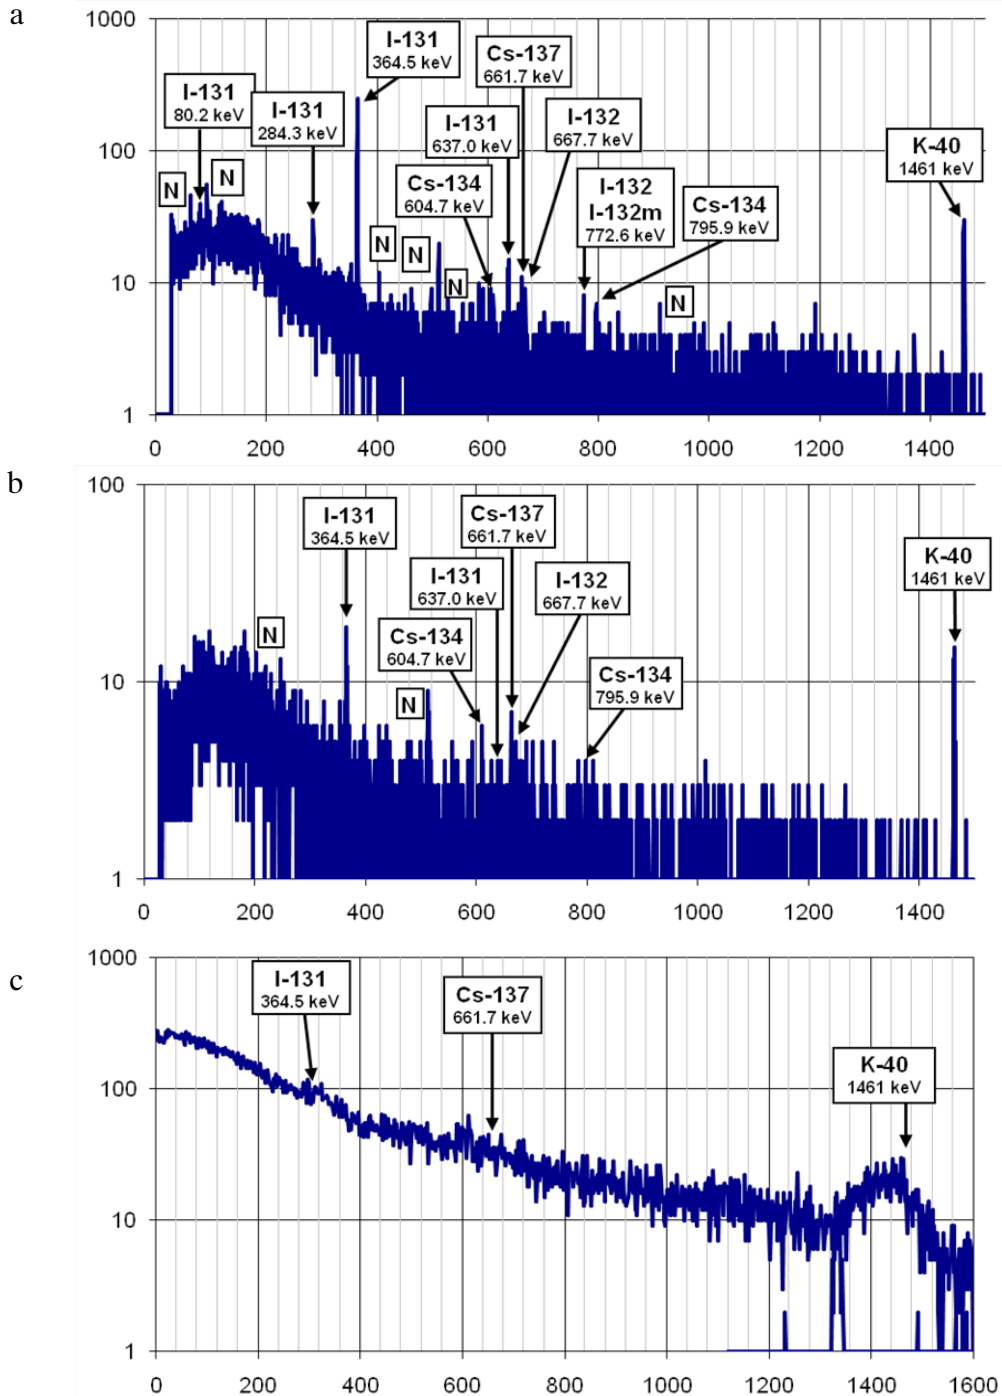 a
1000
100
10
1
I-131
80.2 keV
I-131
284.3 keV
I-131
364.5 keV
Cs-137
661.7 keV
I-131
637.0 keV
I-132
667.7 keV
Cs-134
604.7 keV
I-132
I-132m
772.6 keV
Cs-134
795.9 keV
K-40
1461 keV
N
N
N
N
N
N
0 200 400 600 800 1000 1200 1400
b
100
10
1
I-131
364.5 keV
Cs-137
661.7 keV
I-131
637.0 keV
I-132
667.7 keV
Cs-134
604.7 keV
Cs-134
795.9 keV
K-40
1461 keV
N
N
0 200 400 600 800 1000 1200 1400
c
1000
100
10
1
I-131
364.5 keV
Cs-137
661.7 keV
K-40
1461 keV
0 200 400 600 800 1000 1200 1400 1600